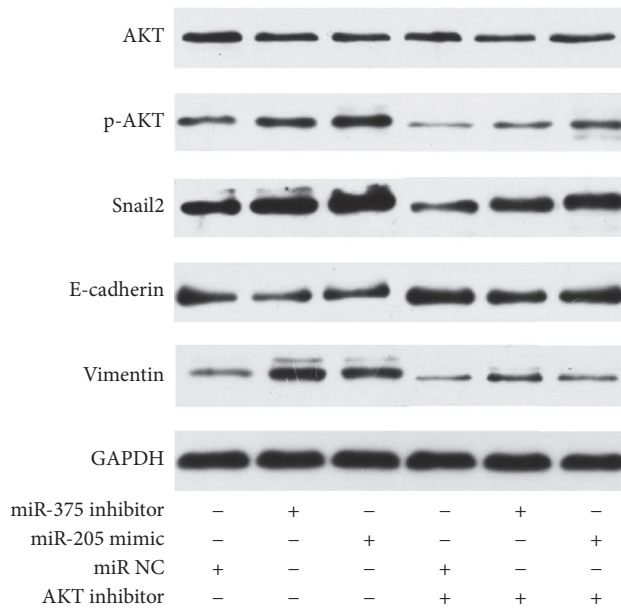 AKT
p-AKT
Snail2
E-cadherin
Vimentin
GAPDH
miR-375 inhibitor − + − − + −
miR-205 mimic − − + − − +
miR NC + − − + − −
AKT inhibitor − − − + + +